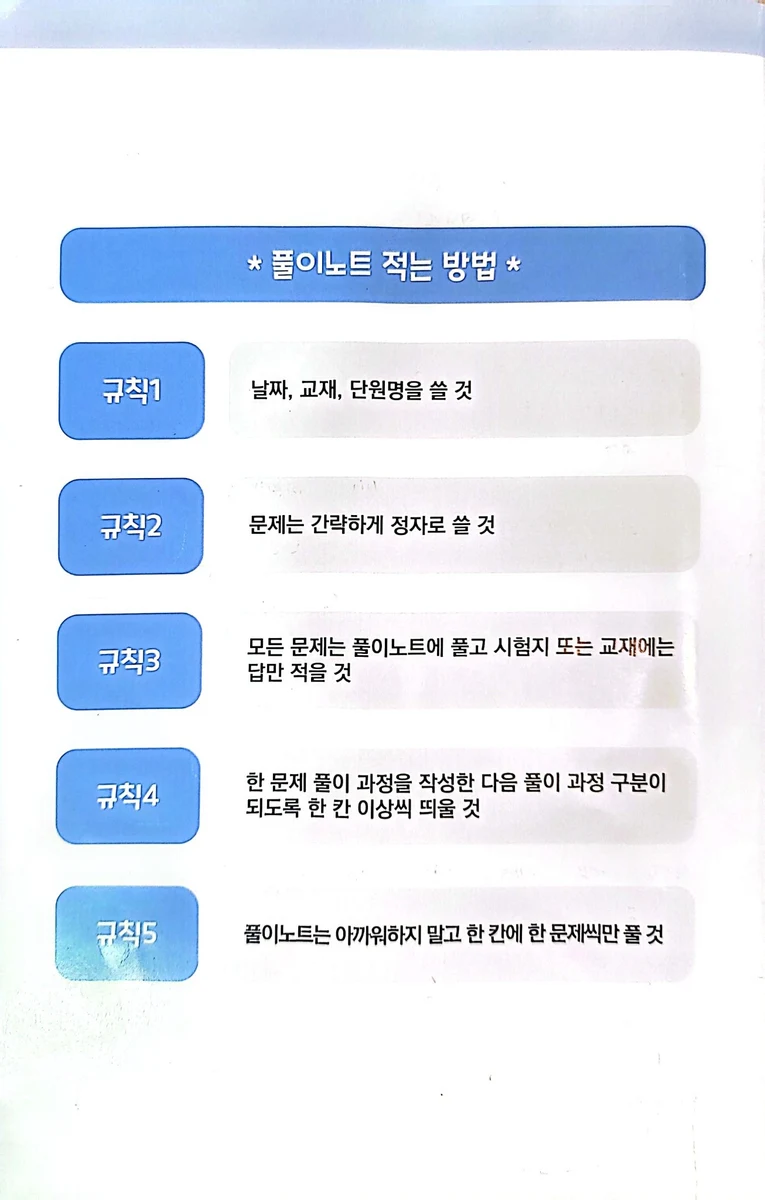 * 풀이노트 적는 방법 *
규칙1
날짜, 교재, 단원명을 쓸 것
규칙2
문제는 간략하게 정자로 쓸 것
규칙3
모든 문제는 풀이노트에 풀고 시험지 또는 교재에는
답만 적을 것
규칙4
한 문제 풀이 과정을 작성한 다음 풀이 과정 구분이
되도록 한 칸 이상씩 띄울 것
규칙5
풀이노트는 아까워하지 말고 한 칸에 한 문제씩만 풀 것